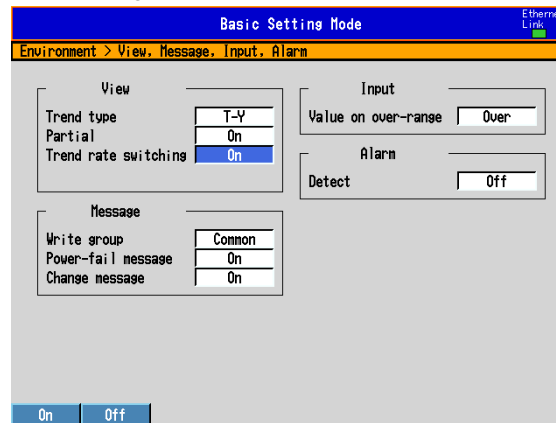 Basic Setting Mode
Link
Environment > View, Message, Input, Alarm
View
Trend type T-Y
Partial On
Trend rate switching On
Message
Write group Common
Power-fail message On
Change message On
Input
Value on over-range Over
Alarm
Detect Off
On Off